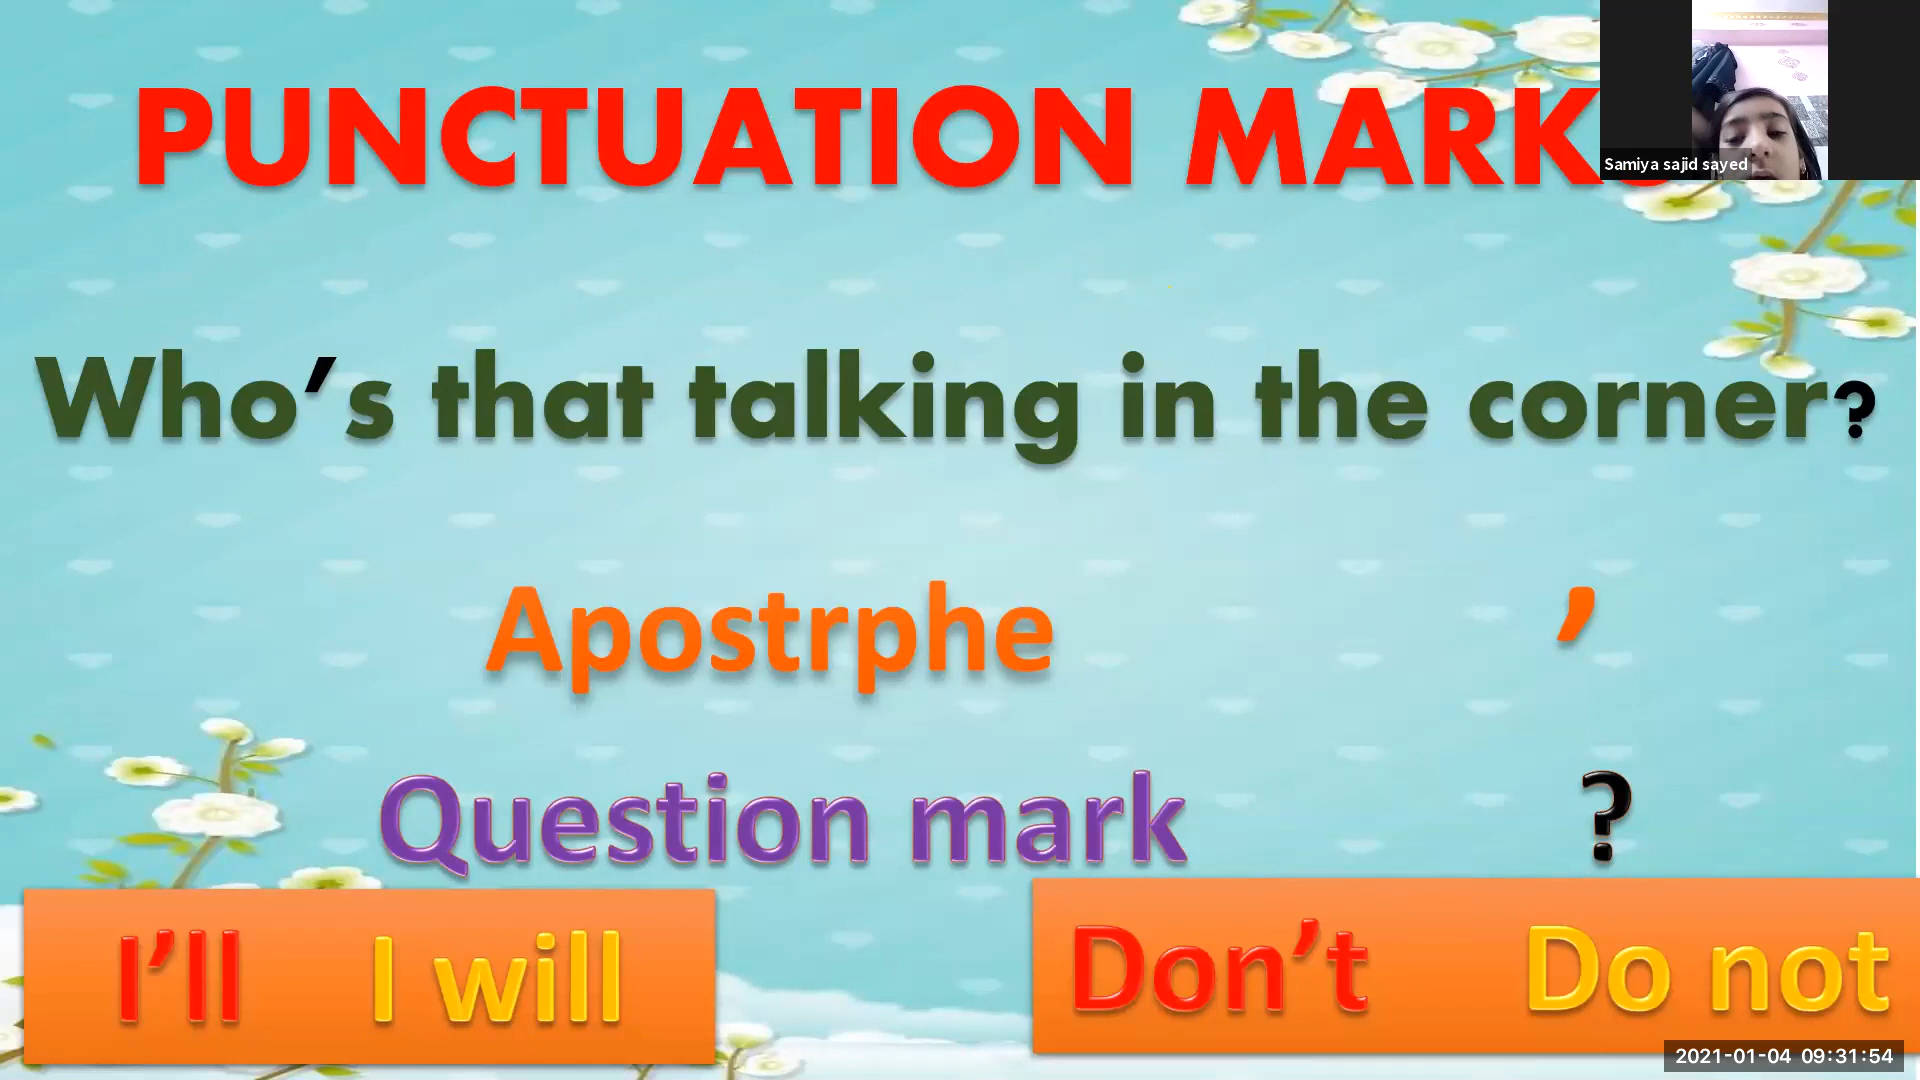 PUNCTUATION MARKS
Samiya sajid sayed
Who's that talking in the corner?
Apostrphe ’
Question mark ?
I’ll I will
Don’t Do not
2021-01-04 09:31:54